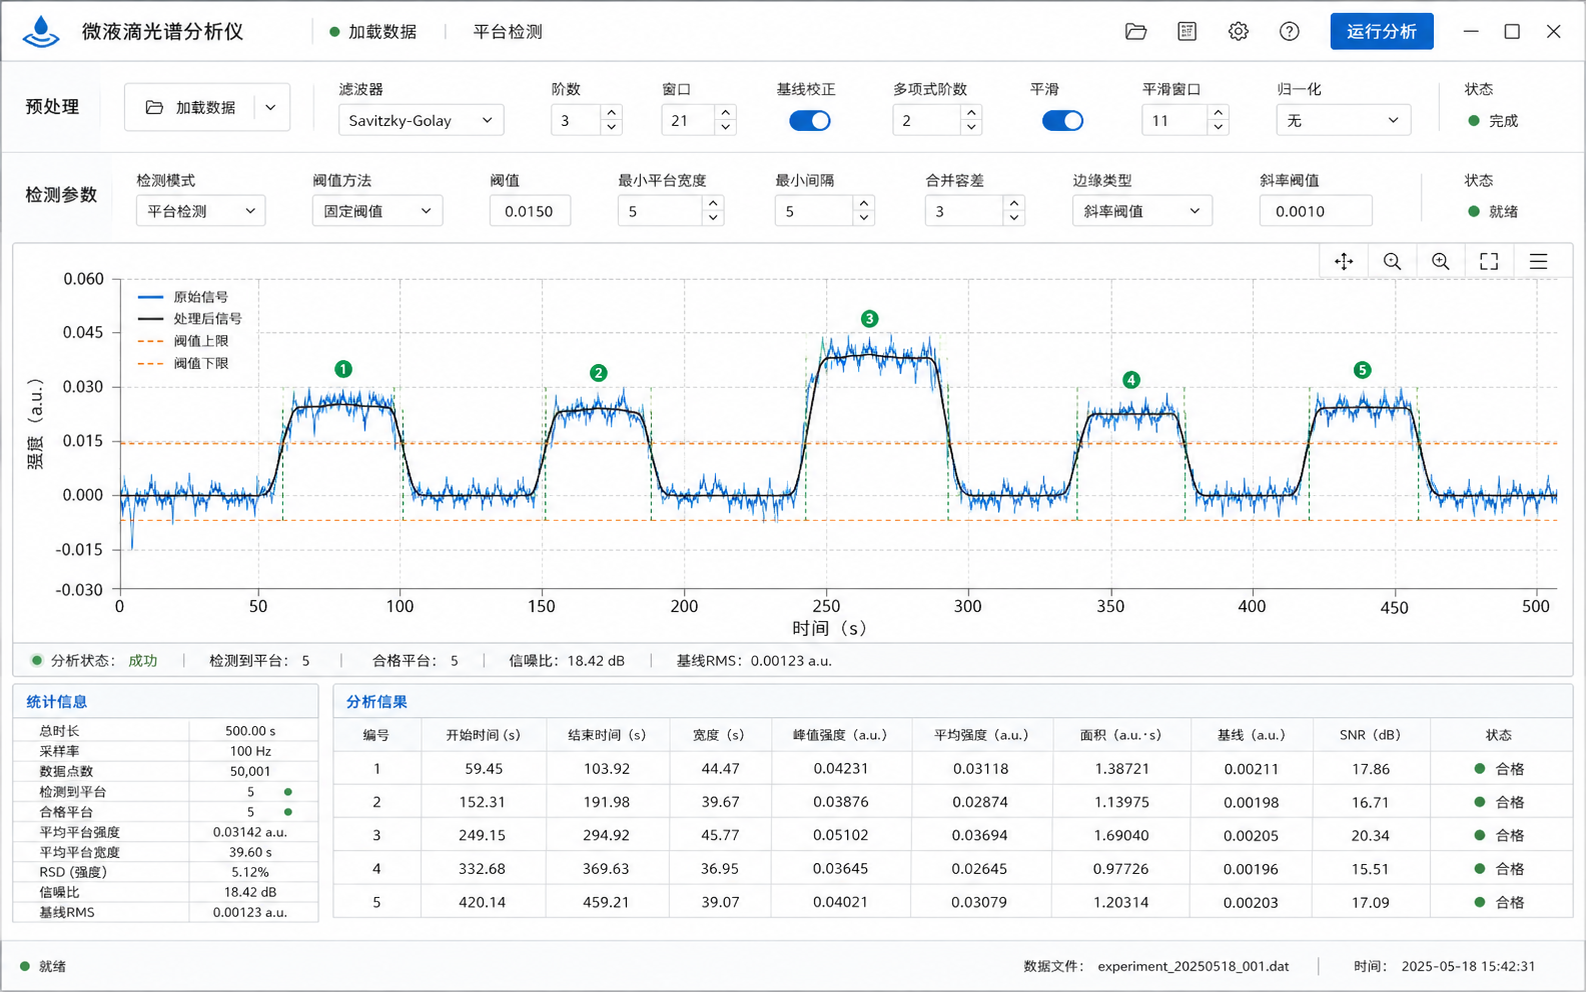 微液滴光谱分析仪 加载数据 平台检测 运行分析
预处理 加载数据
滤波器 阶数 窗口 基线校正 多项式阶数 平滑 平滑窗口 归一化 状态
Savitzky-Golay 3 21 2 11 无 完成
检测参数
检测模式 阈值方法 阈值 最小平台宽度 最小间隔 合并容差 边缘类型 斜率阈值 状态
平台检测 固定阈值 0.0150 5 5 3 斜率阈值 0.0010 就绪
0.060
0.045
0.030
0.015
0.000
-0.015
-0.030
强度 (a.u.)
原始信号
处理后信号
阈值上限
阈值下限
1
2
3
4
5
0 50 100 150 200 250 300 350 400 450 500
时间（s）
分析状态： 成功 检测到平台： 5 合格平台： 5 信噪比： 18.42 dB 基线RMS： 0.00123 a.u.
统计信息
总时长 500.00 s
采样率 100 Hz
数据点数 50,001
检测到平台 5
合格平台 5
平均平台强度 0.03142 a.u.
平均平台宽度 39.60 s
RSD (强度) 5.12%
信噪比 18.42 dB
基线RMS 0.00123 a.u.
分析结果
编号 开始时间 (s) 结束时间（s） 宽度（s） 峰值强度（a.u.） 平均强度（a.u.） 面积（a.u.·s） 基线（a.u.） SNR（dB） 状态
1 59.45 103.92 44.47 0.04231 0.03118 1.38721 0.00211 17.86 合格
2 152.31 191.98 39.67 0.03876 0.02874 1.13975 0.00198 16.71 合格
3 249.15 294.92 45.77 0.05102 0.03694 1.69040 0.00205 20.34 合格
4 332.68 369.63 36.95 0.03645 0.02645 0.97726 0.00196 15.51 合格
5 420.14 459.21 39.07 0.04021 0.03079 1.20314 0.00203 17.09 合格
就绪 数据文件： experiment_20250518_001.dat 时间： 2025-05-18 15:42:31